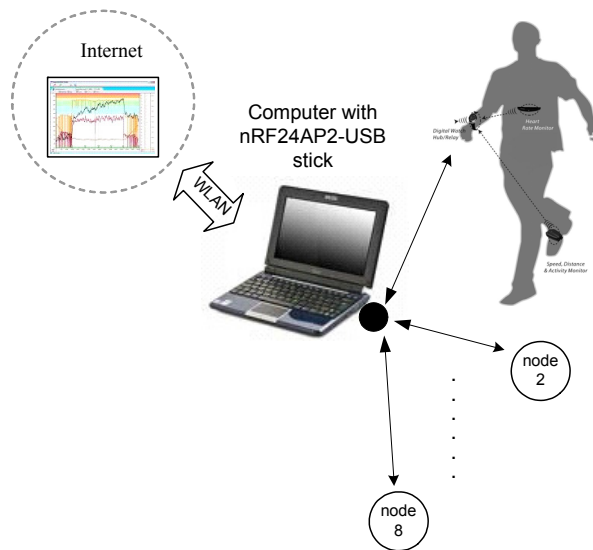 Internet
Computer with
nRF24AP2-USB
stick
WLAN
Digital Watch
Hub/Relay
Heart
Rate Monitor
Speed, Distance
& Activity Monitor
node
2
node
8